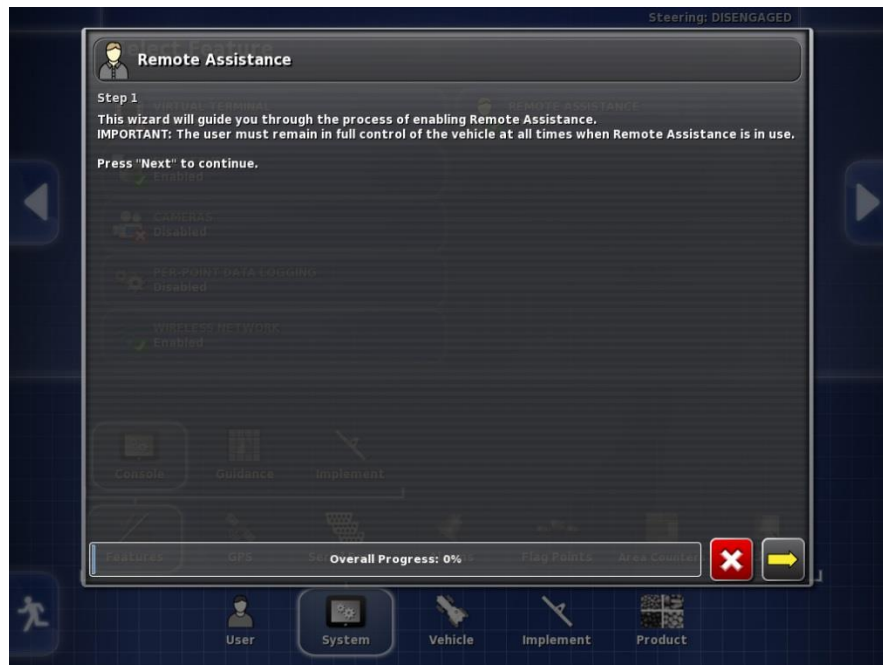 Steering: DISENGAGED
Select Feature
Remote Assistance
Step 1
VIRTUAL TERMINAL
REMOTE ASSISTANCE
This wizard will guide you through the process of enabling Remote Assistance.
IMPORTANT: The user must remain in full control of the vehicle at all times when Remote Assistance is in use.
Press "Next" to continue.
Enabled
CAMERAS
Disabled
PER-POINT DATA LOGGING
Disabled
WIRELESS NETWORK
Enabled
Console
Guidance
Implement
Features
GPS
Flag Points
Area Counter
Overall Progress: 0%
User
System
Vehicle
Implement
Product